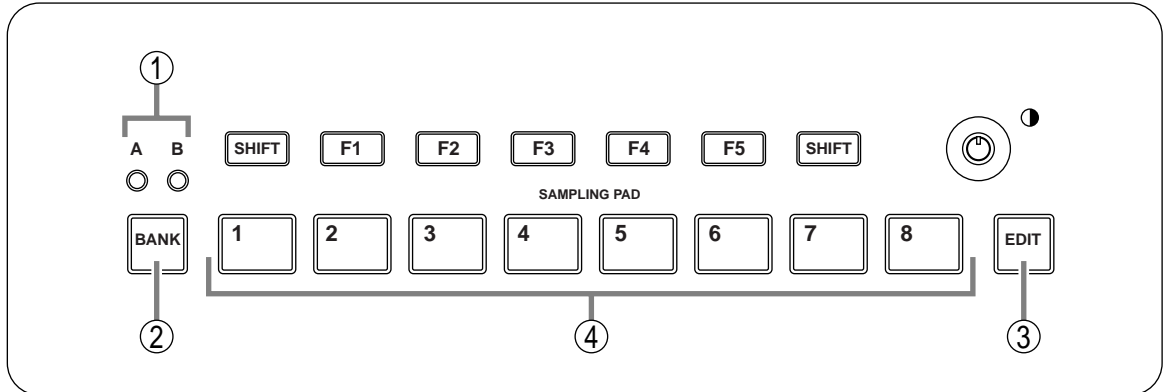 ①
A B
SHIFT F1 F2 F3 F4 F5 SHIFT
SAMPLING PAD
BANK 1 2 3 4 5 6 7 8 EDIT
② ④ ③